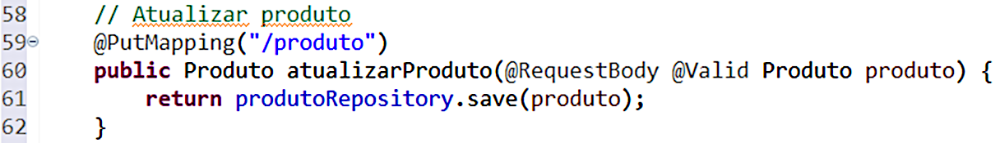 58 // Atualizar produto
59 @PutMapping("/produto")
60 public Produto atualizarProduto(@RequestBody @Valid Produto produto) {
61 return produtoRepository.save(produto);
62 }